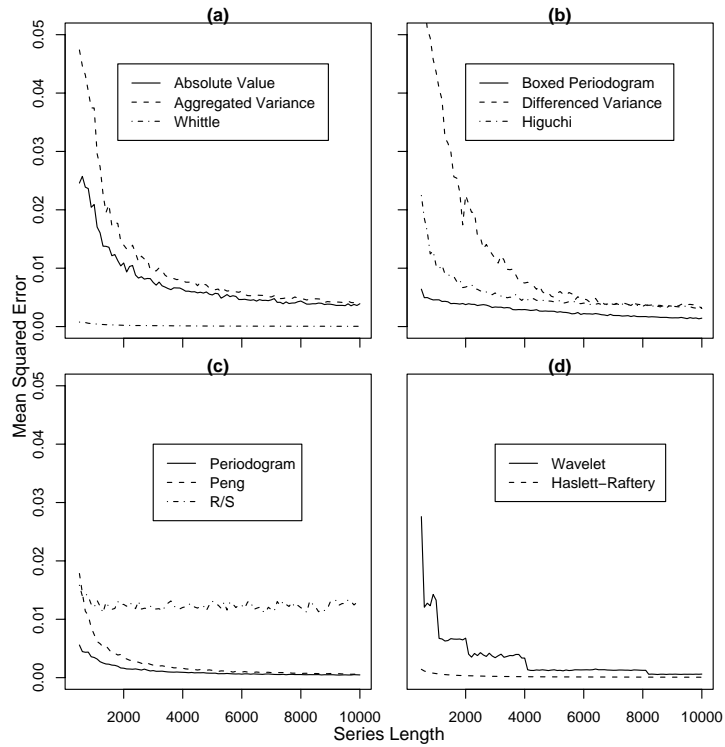 (a)
(b)
0.05
0.04
0.03
0.02
0.01
0.00
Absolute Value
Aggregated Variance
Whittle
Boxed Periodogram
Differenced Variance
Higuchi
Mean Squared Error
(c)
(d)
0.05
0.04
0.03
0.02
0.01
0.00
Periodogram
Peng
R/S
Wavelet
Haslett−Raftery
2000 4000 6000 8000 10000
2000 4000 6000 8000 10000
Series Length